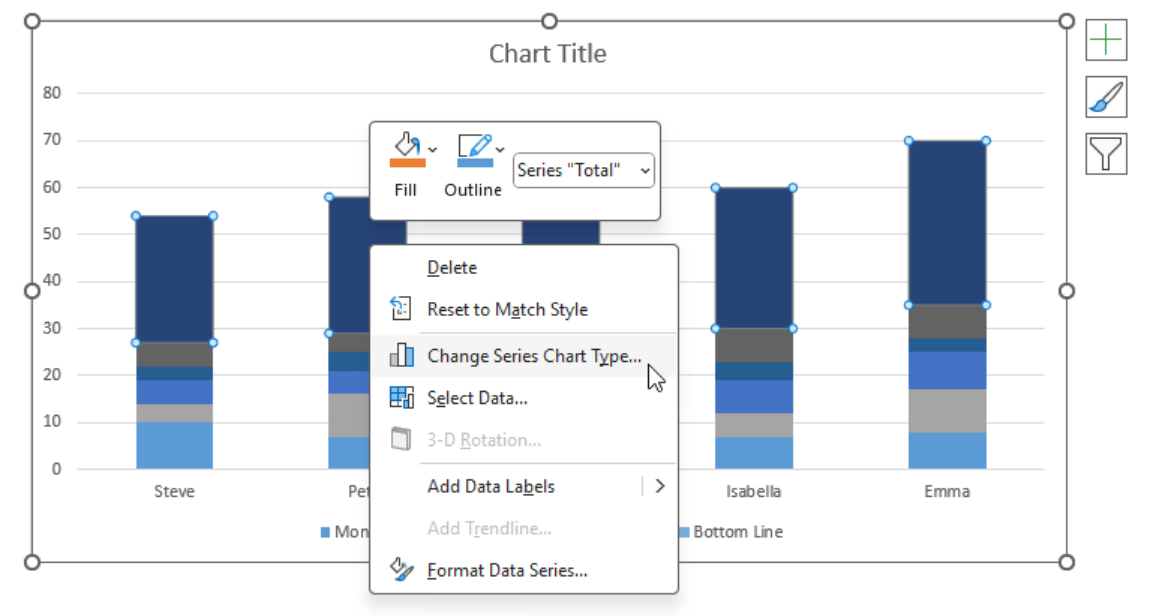 Chart Title
80
70
60
50
40
30
20
10
0
Fill
Outline
Series "Total"
Delete
Reset to Match Style
Change Series Chart Type...
Select Data...
3-D Rotation...
Add Data Labels
Add Trendline...
Format Data Series...
Steve
Pet
Isabella
Emma
Mon
Bottom Line